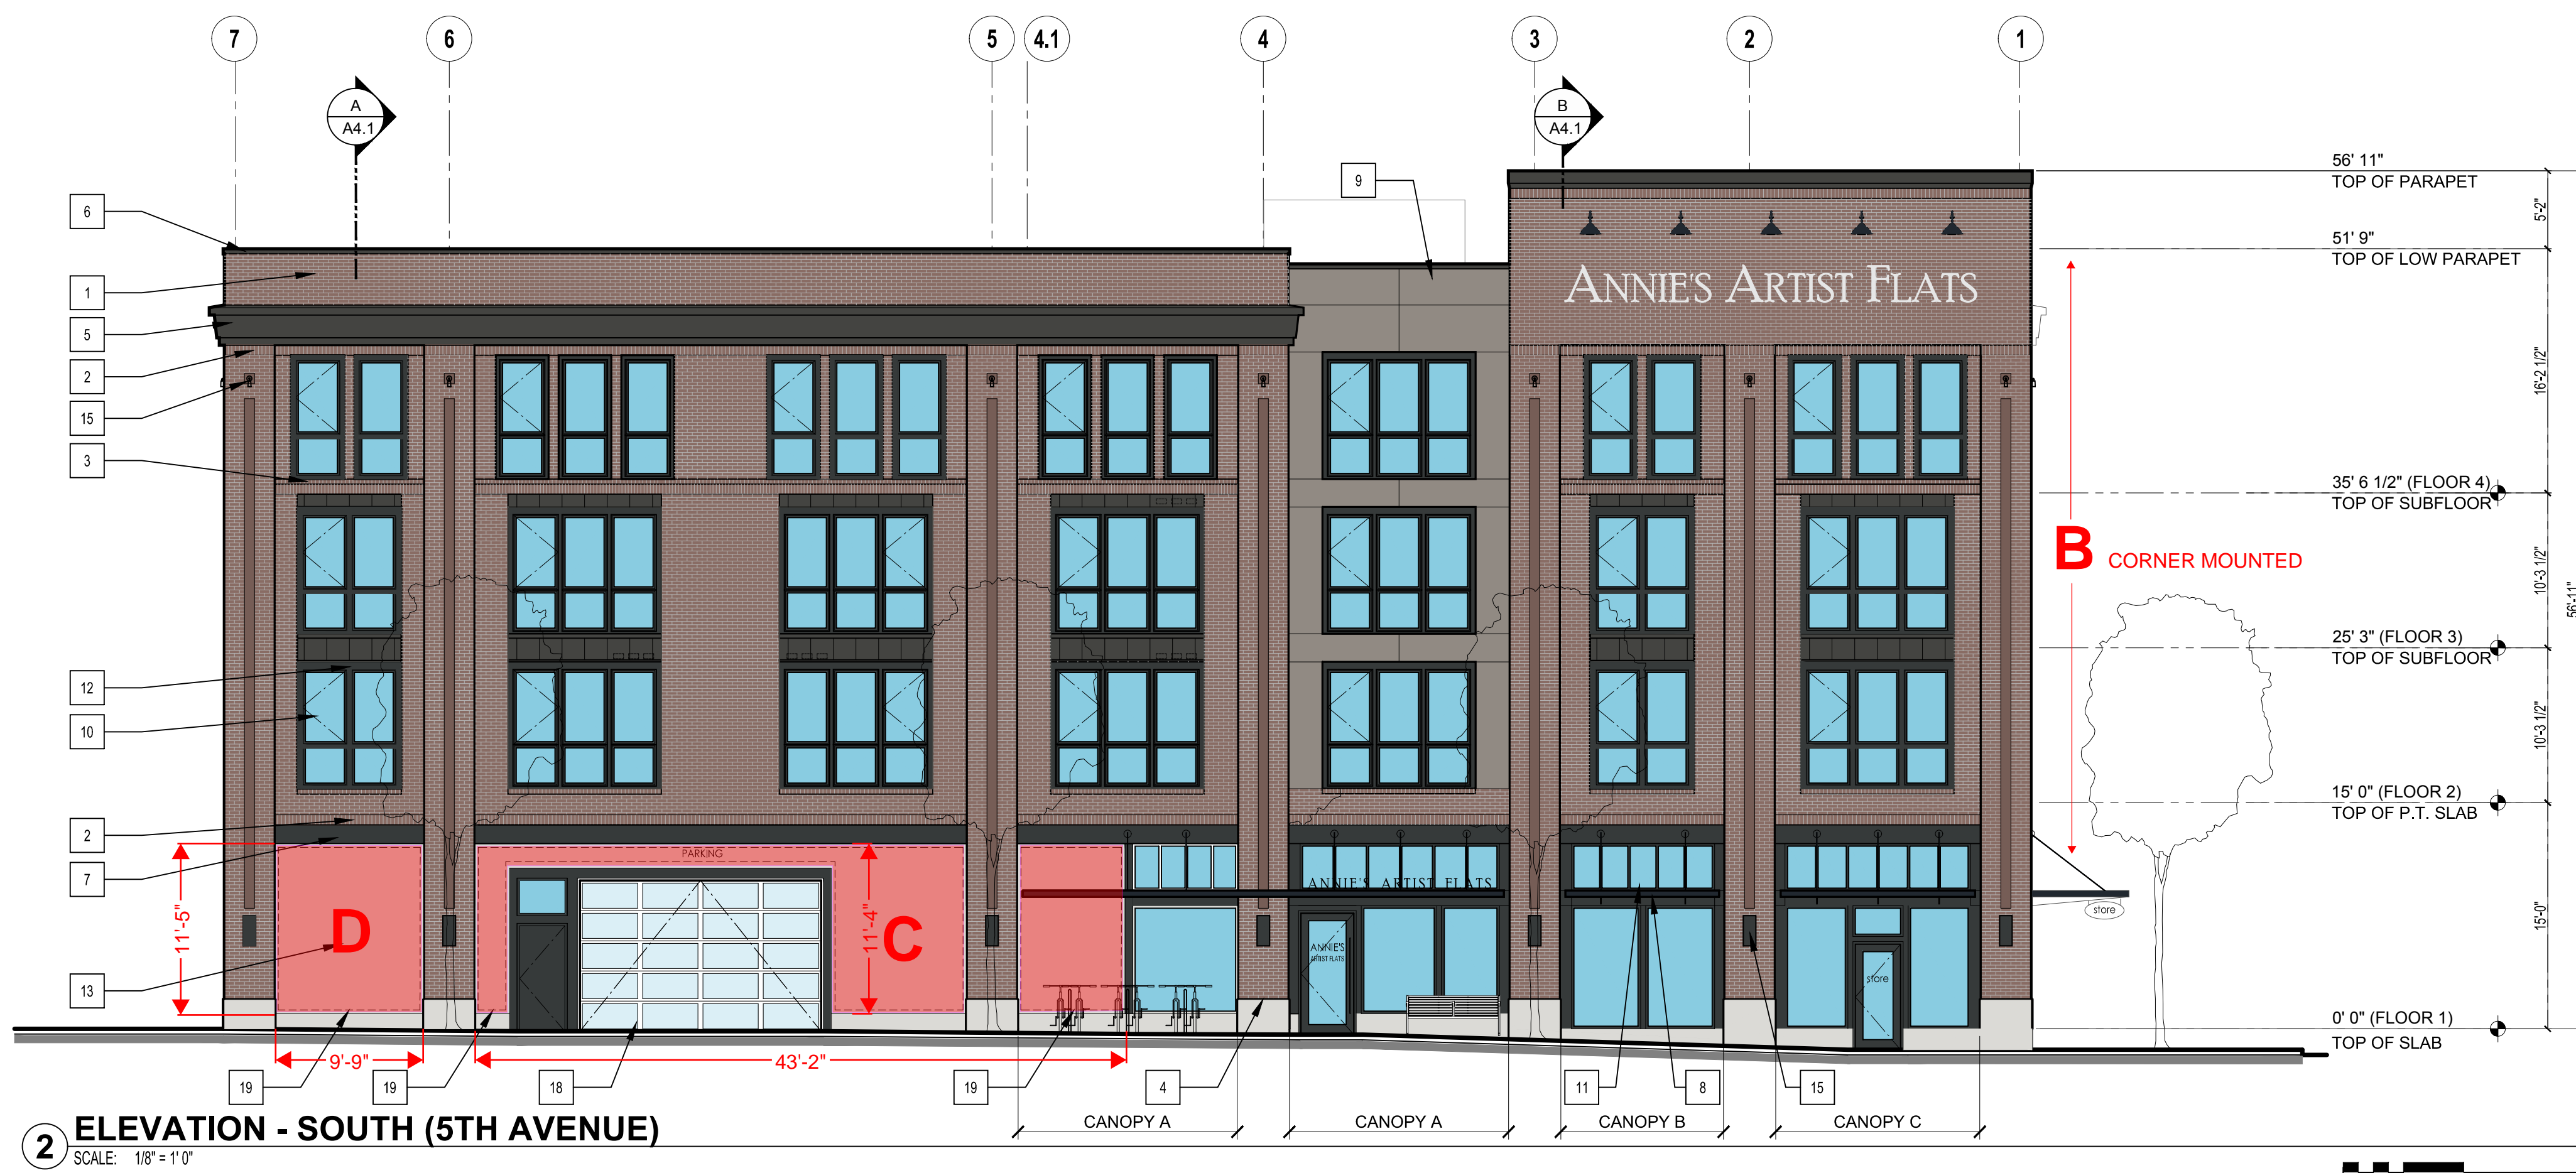 7
6
5
4.1
4
3
2
1
A
A4.1
B
A4.1
56' 11"
TOP OF PARAPET
51' 9"
TOP OF LOW PARAPET
35' 6 1/2" (FLOOR 4)
TOP OF SUBFLOOR
25' 3" (FLOOR 3)
TOP OF SUBFLOOR
15' 0" (FLOOR 2)
TOP OF P.T. SLAB
0' 0" (FLOOR 1)
TOP OF SLAB
5'-2"
16'-2 1/2"
10'-3 1/2"
10'-3 1/2"
15'-0"
56'-11"
6
1
5
2
15
3
12
10
2
7
13
9
ANNIE'S ARTIST FLATS
B CORNER MOUNTED
PARKING
D
C
11'-5"
11'-4"
9'-9"
43'-2"
ANNIE'S ARTIST FLATS
ANNIE'S
ARTIST FLATS
store
store
19
19
18
19
4
11
8
15
CANOPY A
CANOPY A
CANOPY B
CANOPY C
2
ELEVATION - SOUTH (5TH AVENUE)
SCALE: 1/8" = 1' 0"